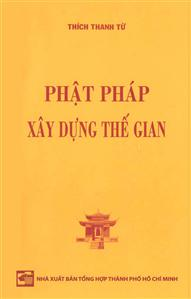 THÍCH THANH TỪ
PHẬT PHÁP
XÂY DỰNG THẾ GIAN
NHÀ XUẤT BẢN TỔNG HỢP THÀNH PHỐ HỒ CHÍ MINH